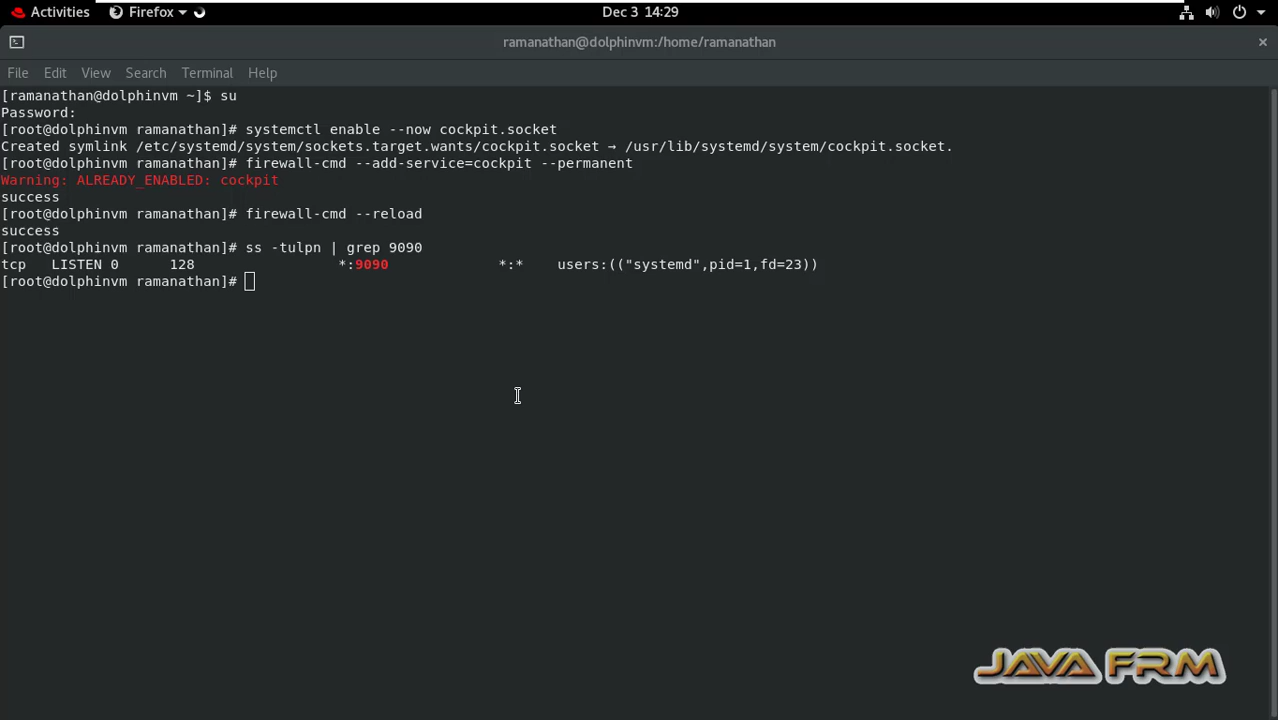 Activities Firefox Dec 3 14:29
ramanathan@dolphinvm:/home/ramanathan
File Edit View Search Terminal Help
[ramanathan@dolphinvm ~]$ su
Password:
[root@dolphinvm ramanathan]# systemctl enable --now cockpit.socket
Created symlink /etc/systemd/system/sockets.target.wants/cockpit.socket → /usr/lib/systemd/system/cockpit.socket.
[root@dolphinvm ramanathan]# firewall-cmd --add-service=cockpit --permanent
Warning: ALREADY_ENABLED: cockpit
success
[root@dolphinvm ramanathan]# firewall-cmd --reload
success
[root@dolphinvm ramanathan]# ss -tulpn | grep 9090
tcp LISTEN 0 128 *:9090 *:* users:(("systemd",pid=1,fd=23))
[root@dolphinvm ramanathan]#
JAVA FRM